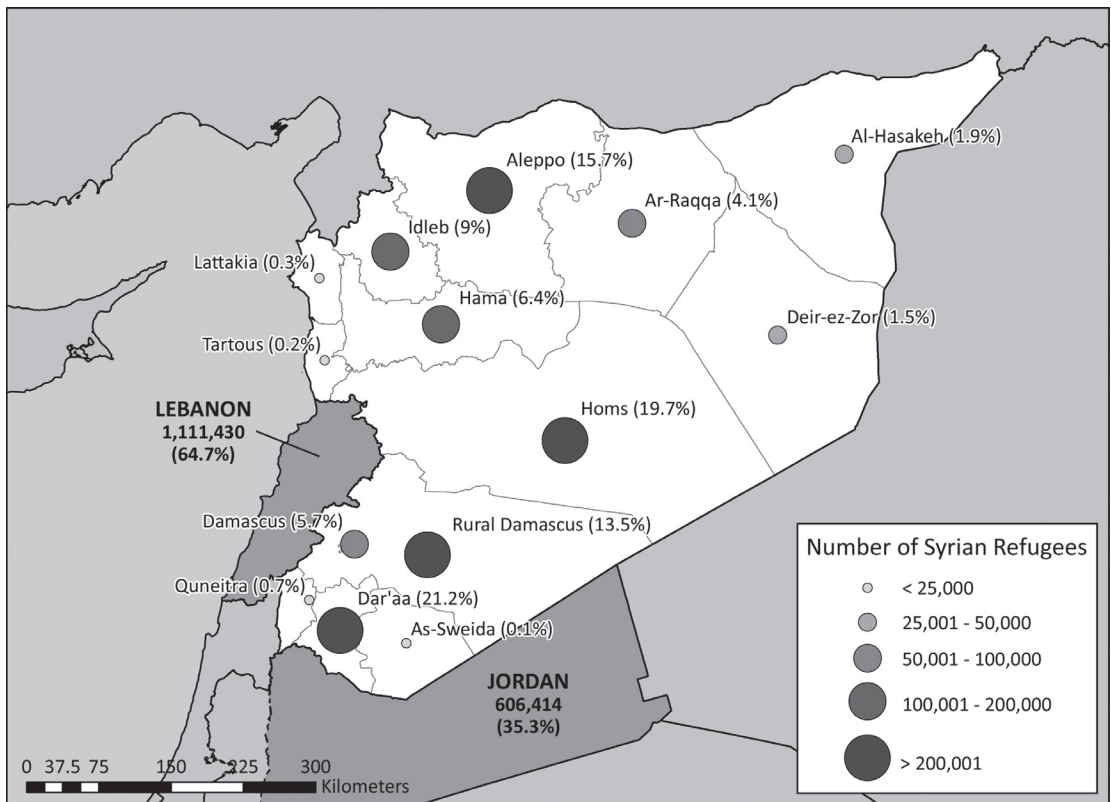 Al-Hasakeh (1.9%)
Aleppo (15.7%)
Ar-Raqqa (4.1%)
Idleb (9%)
Lattakia (0.3%)
Hama (6.4%)
Deir-ez-Zor (1.5%)
Tartous (0.2%)
LEBANON
1,111,430
(64.7%)
Homs (19.7%)
Damascus (5.7%)
Rural Damascus (13.5%)
Quneitra (0.7%)
Dar'aa (21.2%)
As-Sweida (0.1%)
JORDAN
606,414
(35.3%)
Number of Syrian Refugees
< 25,000
25,001 - 50,000
50,001 - 100,000
100,001 - 200,000
> 200,001
0 37.5 75 150 225 300
Kilometers